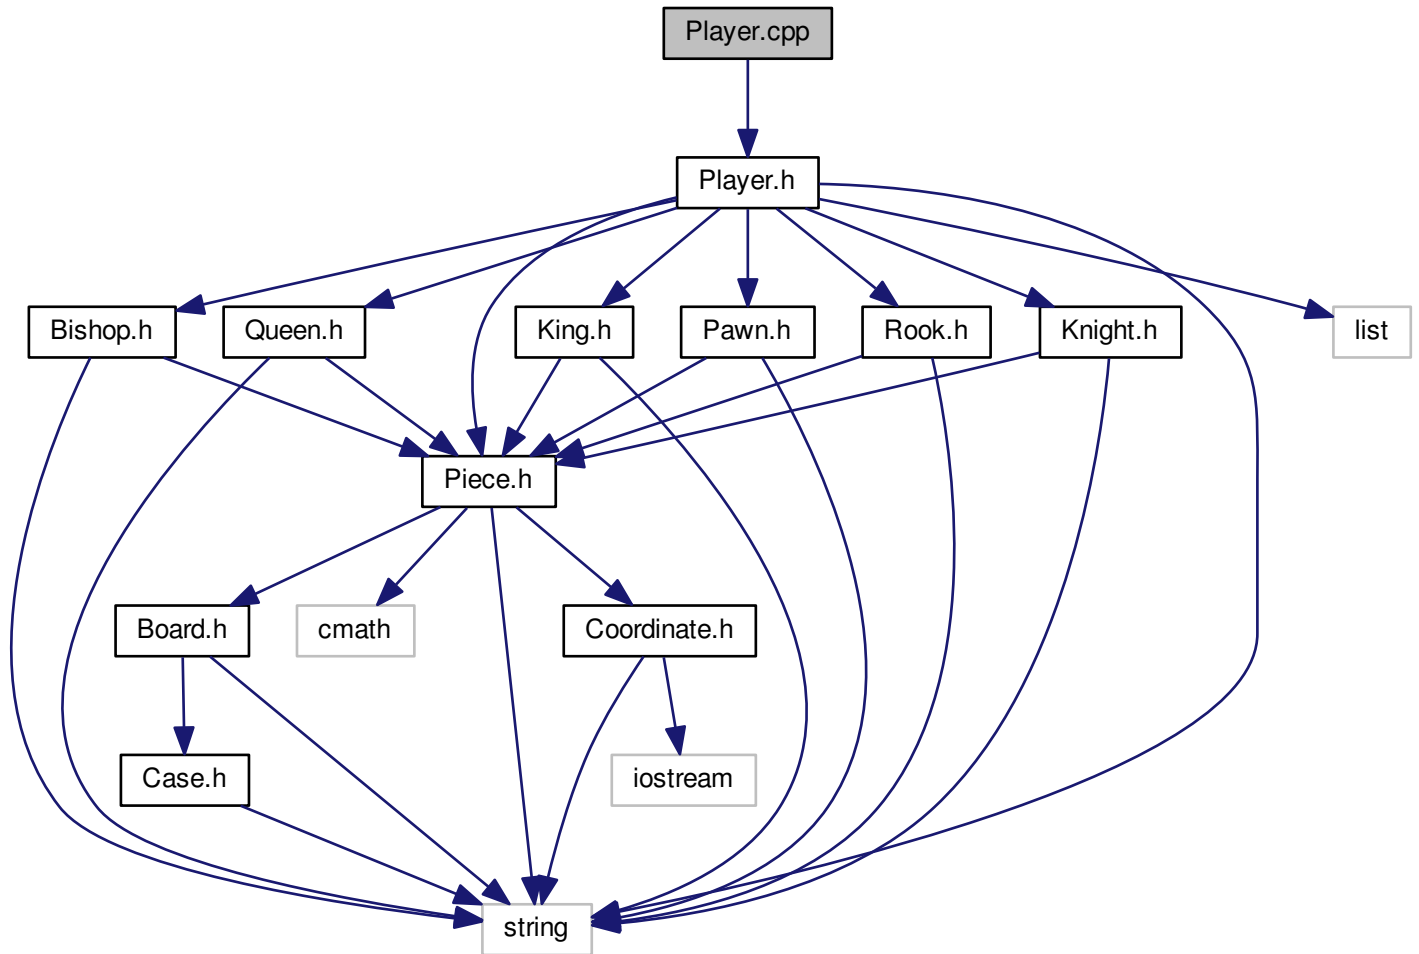 Player.cpp
Player.h
Bishop.h
Queen.h
King.h
Pawn.h
Rook.h
Knight.h
list
Piece.h
Board.h
cmath
Coordinate.h
Case.h
iostream
string